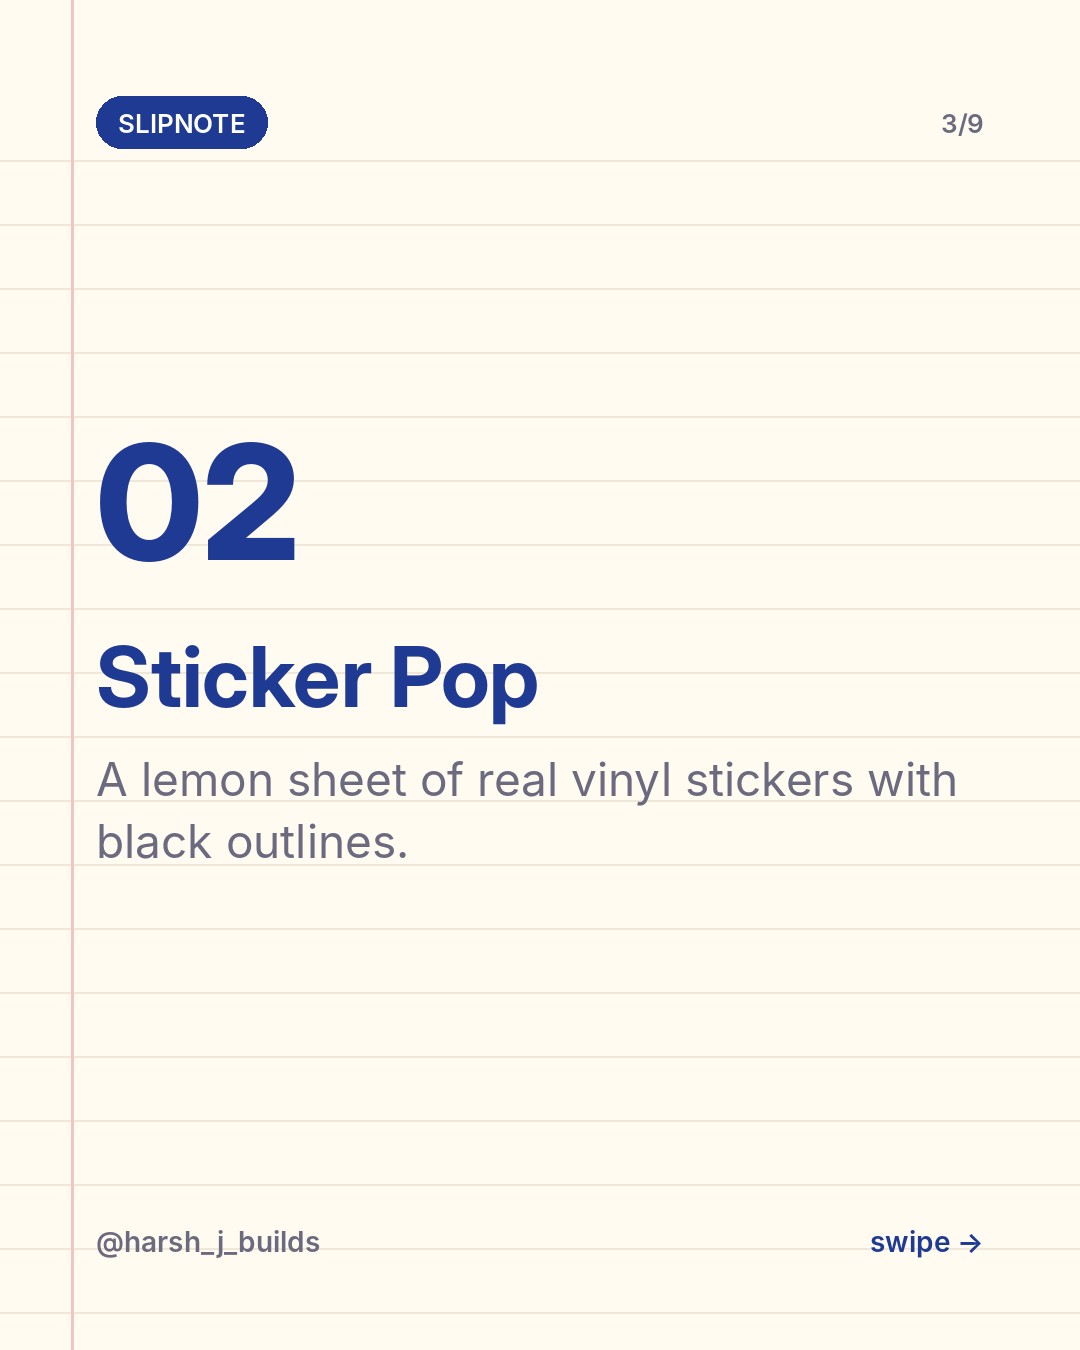 SLIPNOTE
3/9
02
Sticker Pop
A lemon sheet of real vinyl stickers with
black outlines.
@harsh_j_builds
swipe →